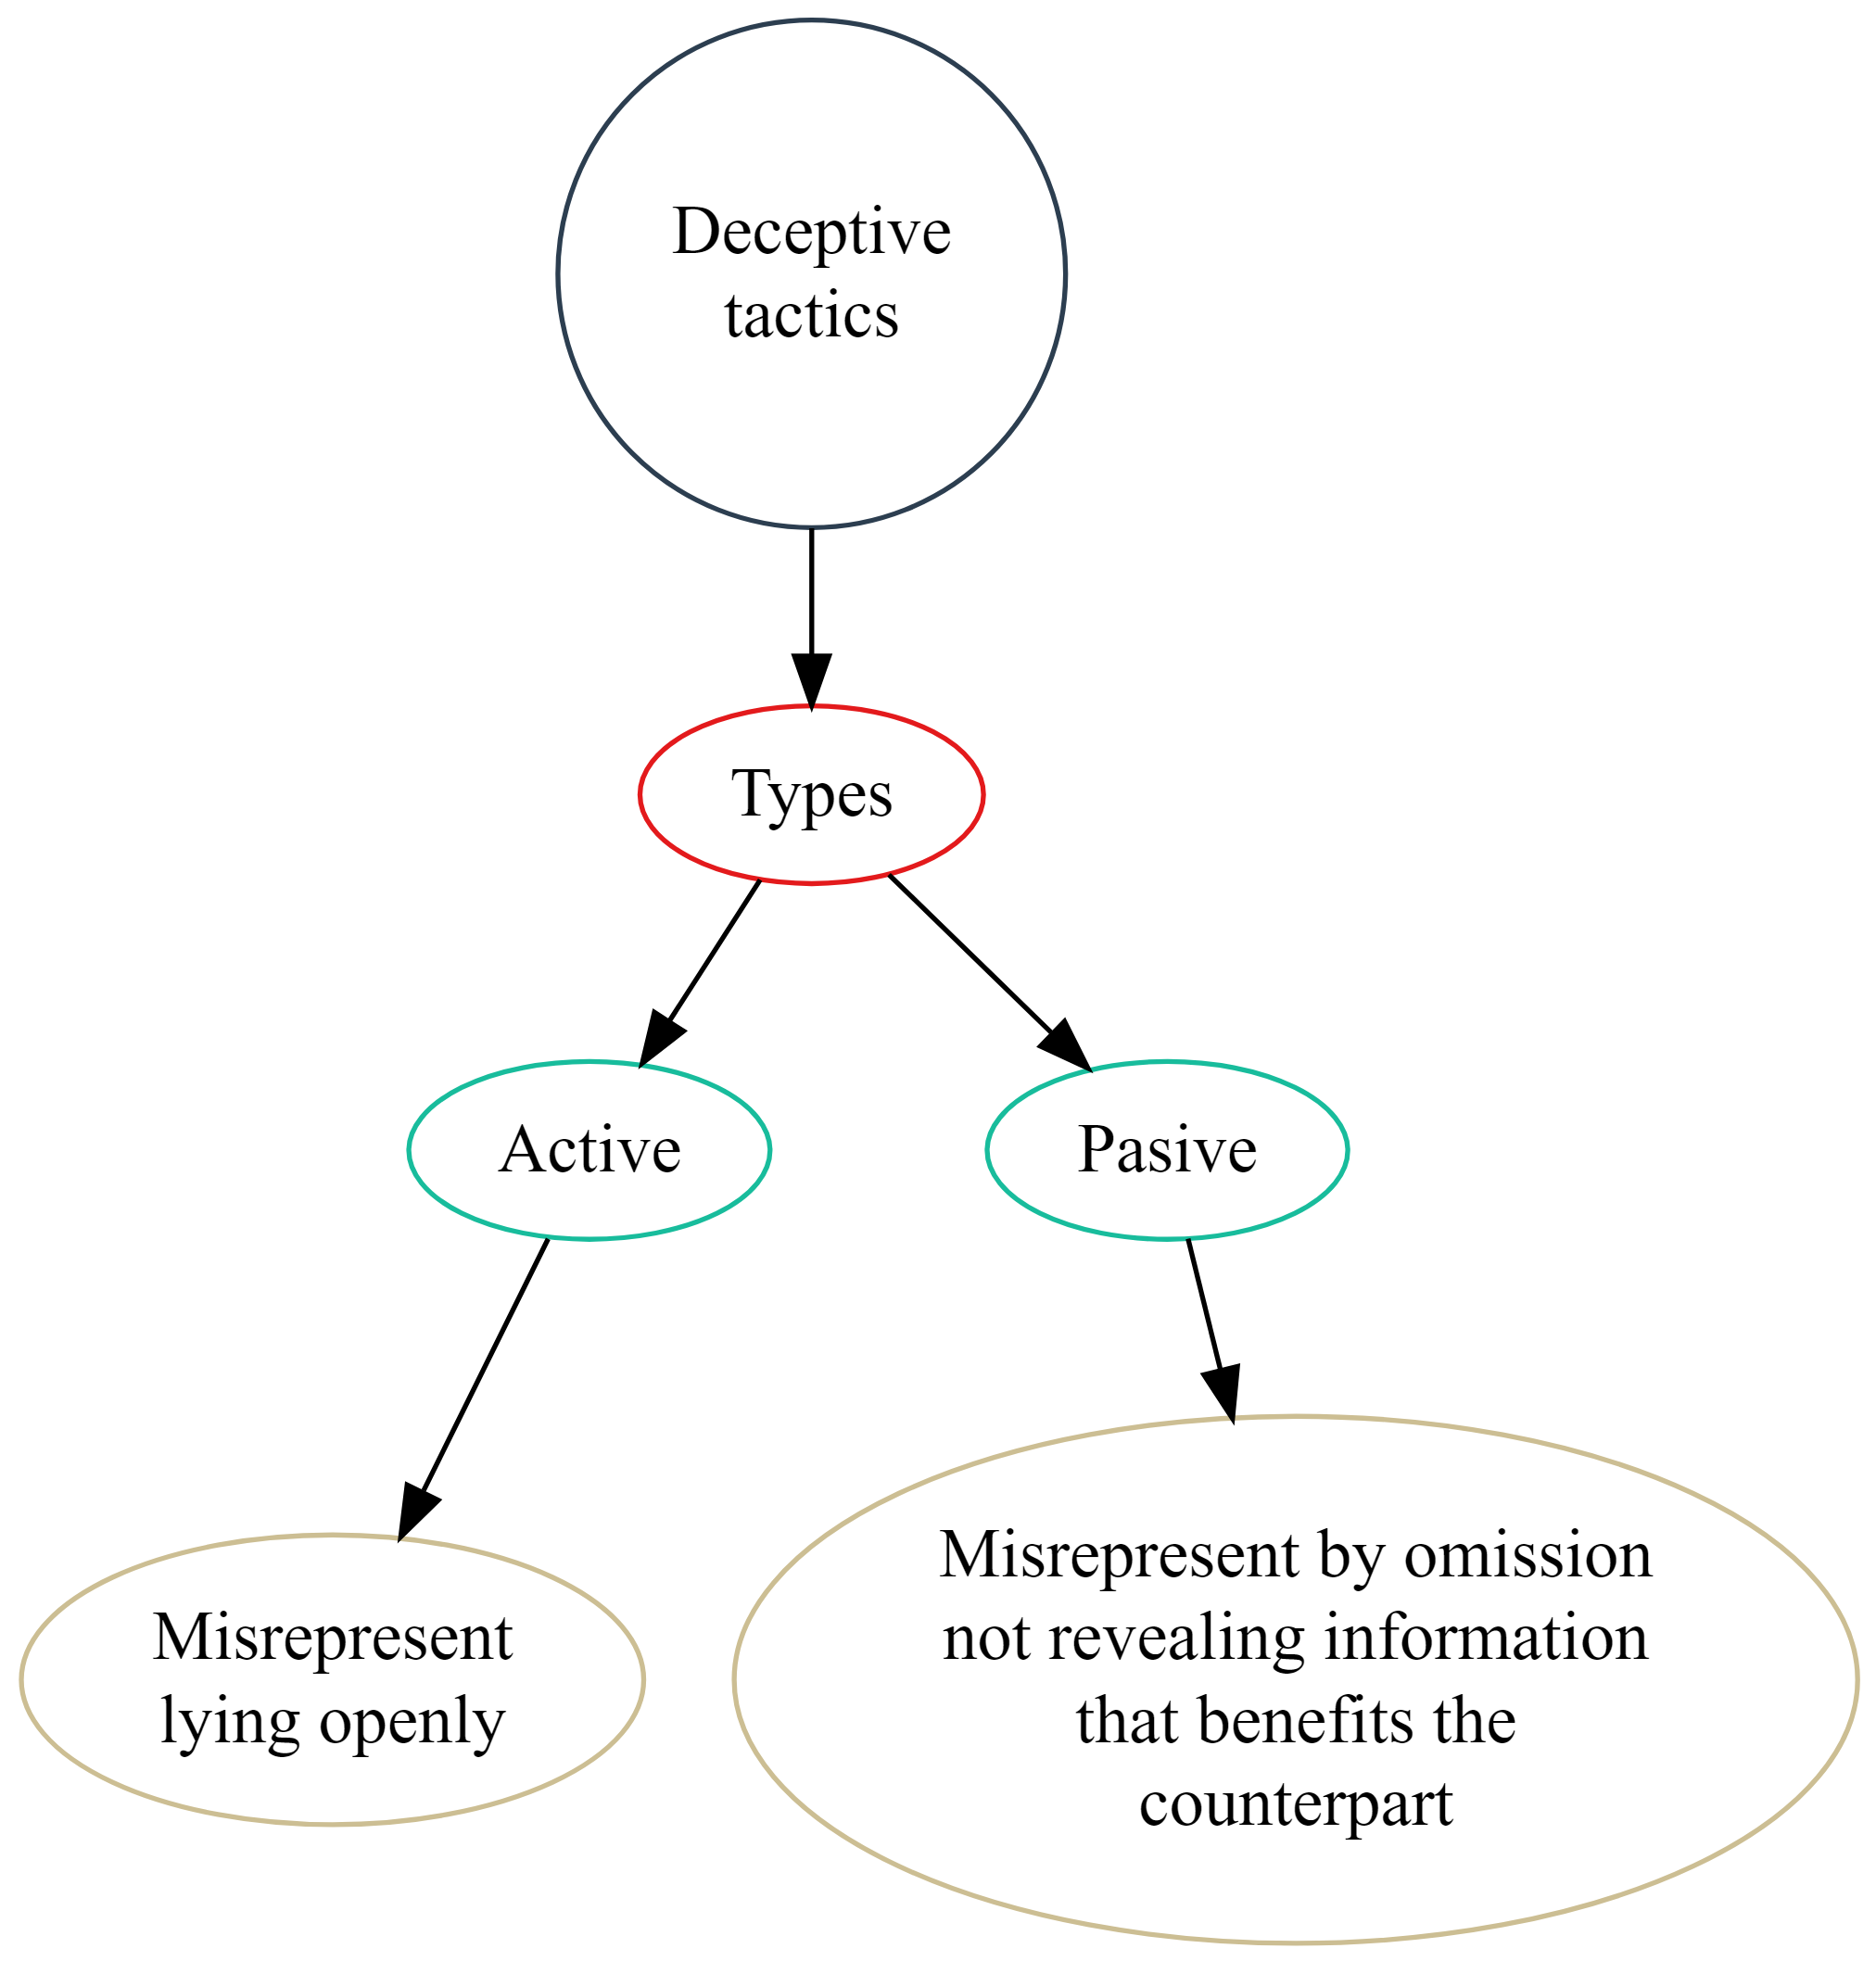 Deceptive
tactics
Types
Active
Pasive
Misrepresent
lying openly
Misrepresent by omission
not revealing information
that benefits the
counterpart